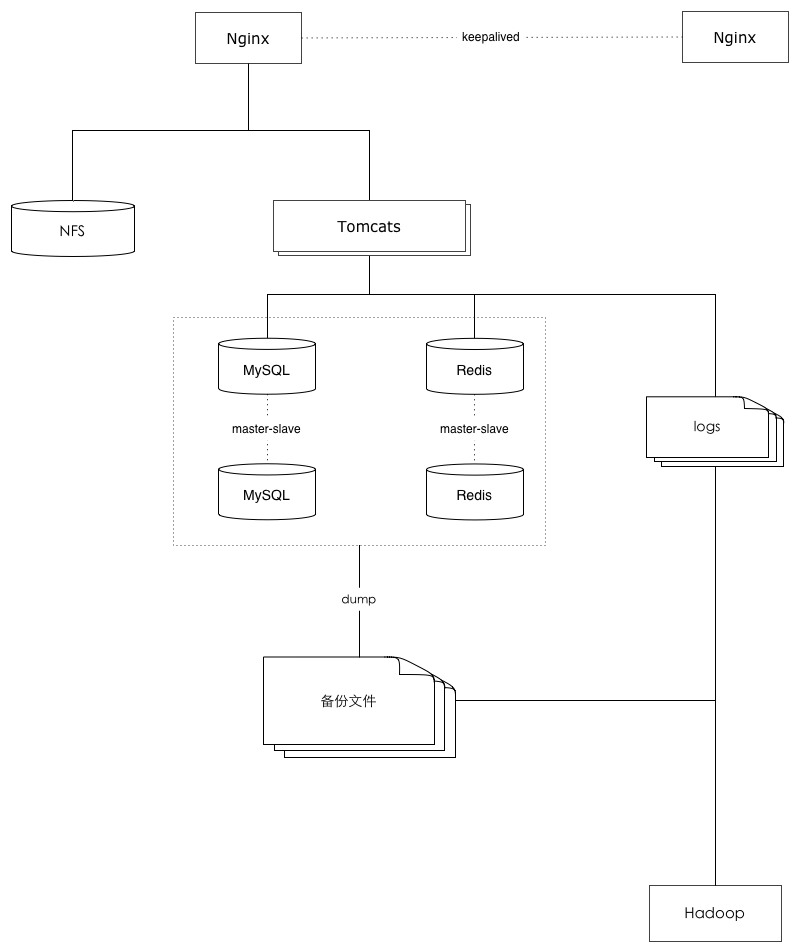 Nginx
keepalived
Nginx
NFS
Tomcats
MySQL
Redis
master-slave
master-slave
logs
MySQL
Redis
dump
备份文件
Hadoop